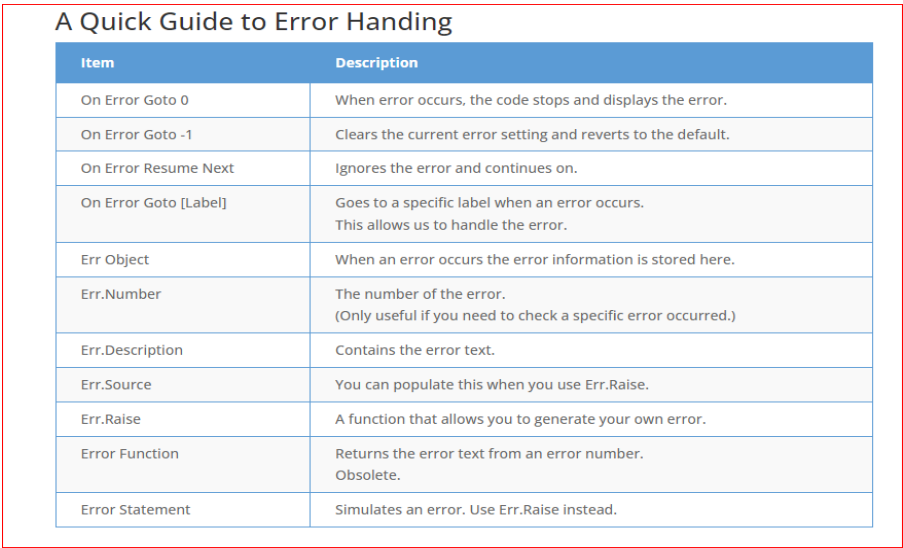 A Quick Guide to Error Handing
Item Description
On Error Goto 0 When error occurs, the code stops and displays the error.
On Error Goto -1 Clears the current error setting and reverts to the default.
On Error Resume Next Ignores the error and continues on.
On Error Goto [Label] Goes to a specific label when an error occurs.
This allows us to handle the error.
Err Object When an error occurs the error information is stored here.
Err.Number The number of the error.
(Only useful if you need to check a specific error occurred.)
Err.Description Contains the error text.
Err.Source You can populate this when you use Err.Raise.
Err.Raise A function that allows you to generate your own error.
Error Function Returns the error text from an error number.
Obsolete.
Error Statement Simulates an error. Use Err.Raise instead.